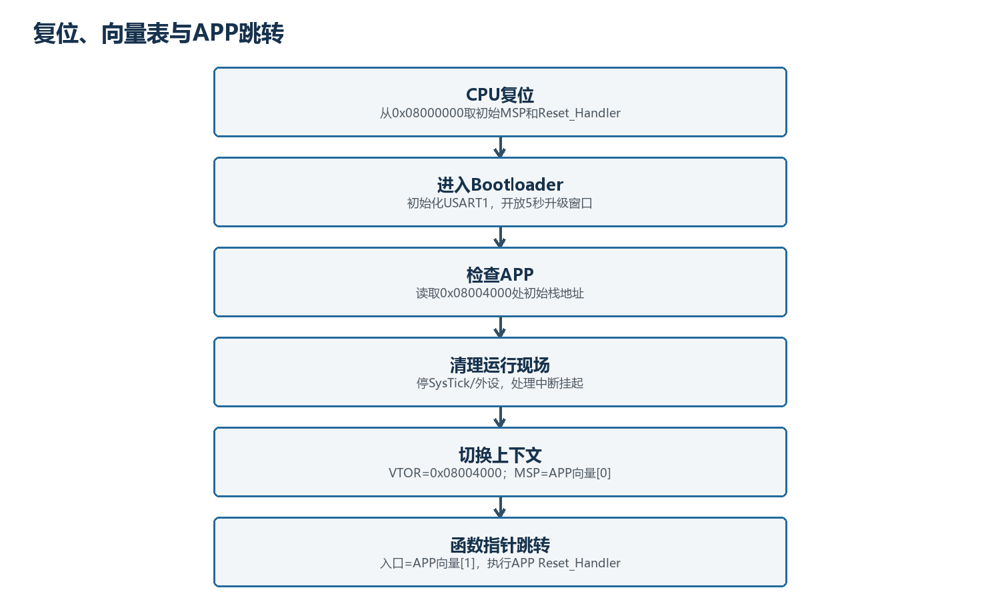 复位、向量表与APP跳转
CPU复位
从0x08000000取初始MSP和Reset_Handler
进入Bootloader
初始化USART1，开放5秒升级窗口
检查APP
读取0x08004000处初始栈地址
清理运行现场
停SysTick/外设，处理中断挂起
切换上下文
VTOR=0x08004000；MSP=APP向量[0]
函数指针跳转
入口=APP向量[1]，执行APP Reset_Handler